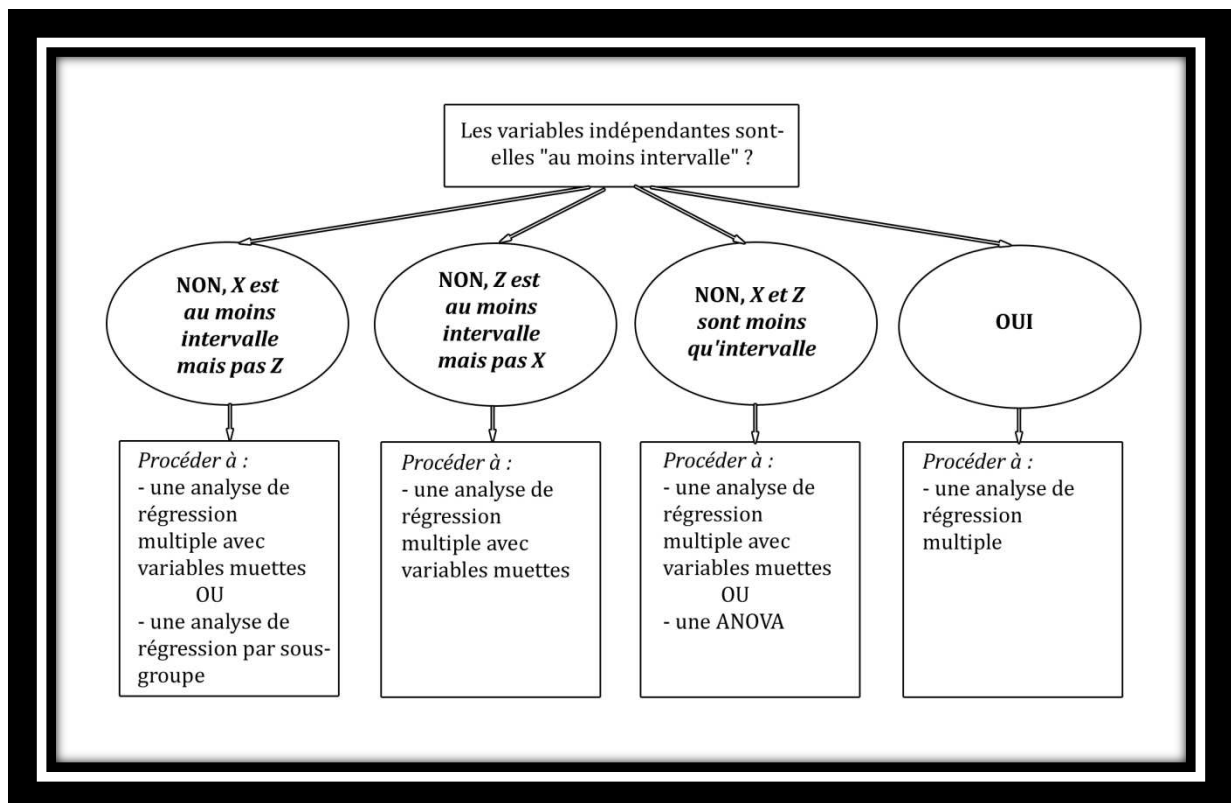 Les variables indépendantes sont-
elles "au moins intervalle" ?
NON, X est
au moins
intervalle
mais pas Z
NON, Z est
au moins
intervalle
mais pas X
NON, X et Z
sont moins
qu'intervalle
OUI
Procéder à :
- une analyse de
régression
multiple avec
variables muettes
OU
- une analyse de
régression par sous-
groupe
Procéder à :
- une analyse de
régression
multiple avec
variables muettes
Procéder à :
- une analyse de
régression
multiple avec
variables muettes
OU
- une ANOVA
Procéder à :
- une analyse de
régression
multiple